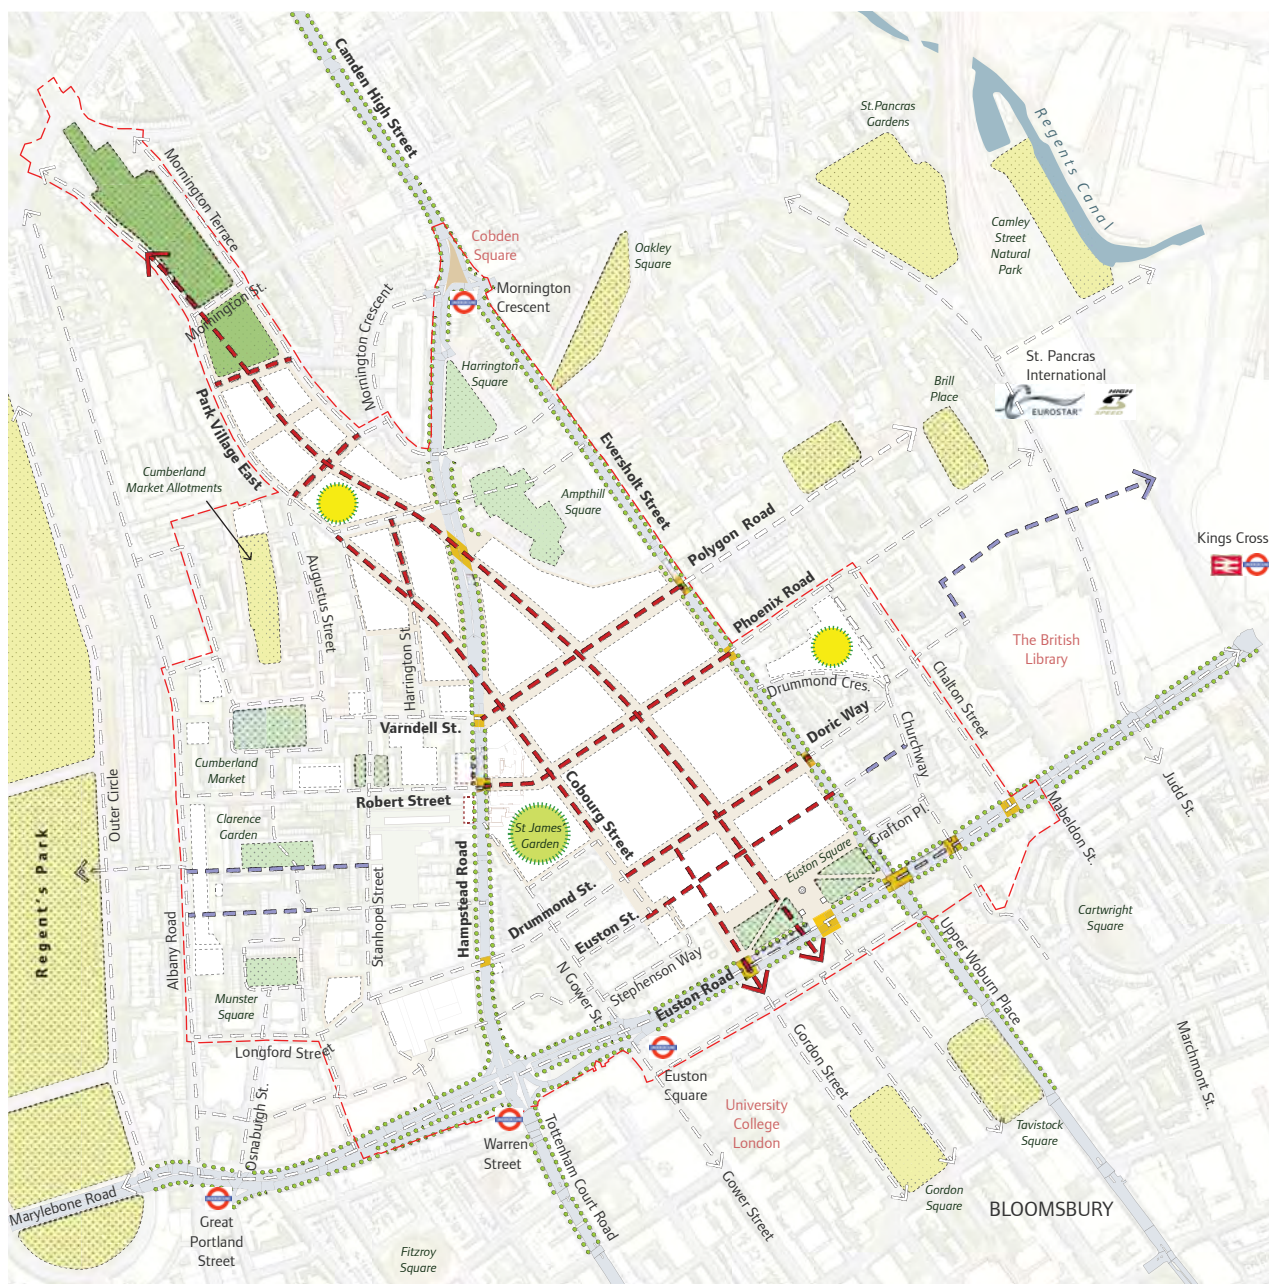 Camden High Street
St.Pancras
Gardens
Regents Canal
Mornington Terrace
Cobden
Square
Oakley
Square
Camley
Street
Natural
Park
Mornington
Crescent
Mornington St.
Mornington Crescent
Harrington
Square
St. Pancras
International
EUROSTAR
HIGH
SPEED
Brill
Place
Park Village East
Eversholt Street
Cumberland
Market Allotments
Ampthill
Square
Polygon Road
Kings Cross
Augustus Street
Phoenix Road
Harrington St.
The British
Library
Chalton Street
Drummond Cres.
Varndell St.
Doric Way
Churchway
Cumberland
Market
Outer Circle
Robert Street
Cobourg Street
Judd St.
Mabeldon St.
Clarence
Garden
St James
Garden
Grafton Pl.
Euston Square
Regent's Park
Hampstead Road
Stanhope Street
Drummond St.
Albany Road
Euston St.
Cartwright
Square
Upper Woburn Place
N Gower St.
Stephenson Way
Euston Road
Munster
Square
Longford Street
Gordon Street
Marchmont St.
Euston
Square
Osnaburgh St.
University
College
London
Tavistock
Square
Warren
Street
Tottenham Court Road
Gower Street
Gordon
Square
BLOOMSBURY
Marylebone Road
Great
Portland
Street
Fitzroy
Square